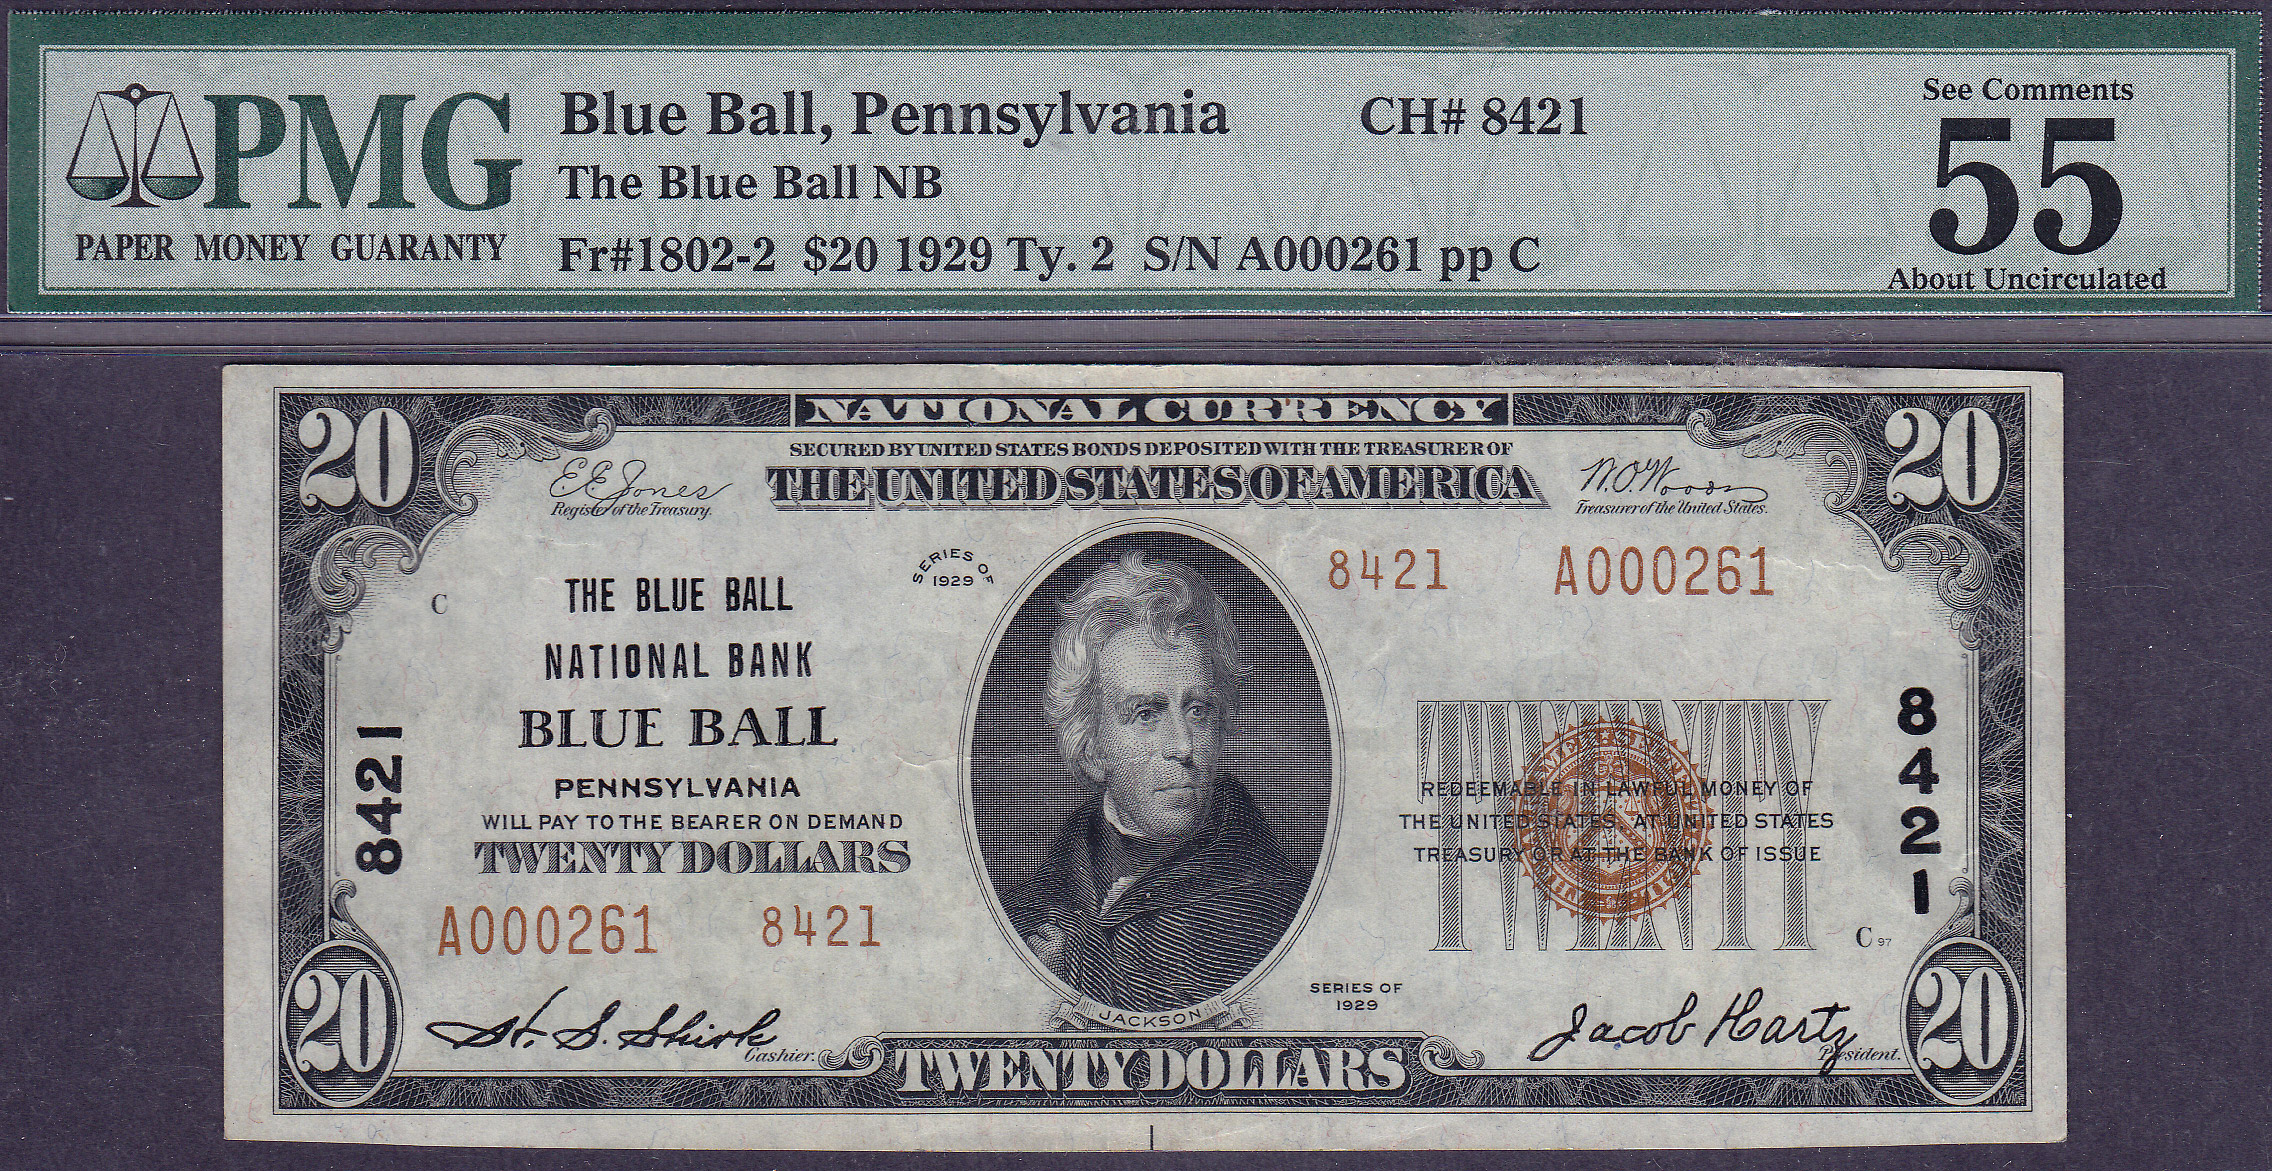 PMG
PAPER MONEY GUARANTY
Blue Ball, Pennsylvania CH# 8421
The Blue Ball NB
Fr#1802-2 $20 1929 Ty. 2 S/N A000261 pp C
See Comments
55
About Uncirculated
20 NATIONAL CURRENCY 20
SECURED BY UNITED STATES BONDS DEPOSITED WITH THE TREASURER OF
THE UNITED STATES OF AMERICA
E E Jones
Register of the Treasury.
W.O. Woods
Treasurer of the United States.
SERIES OF
1929
8421 A000261
C
THE BLUE BALL
NATIONAL BANK
BLUE BALL
PENNSYLVANIA
WILL PAY TO THE BEARER ON DEMAND
TWENTY DOLLARS
8421
A000261 8421
TWENTY
REDEEMABLE IN LAWFUL MONEY OF
THE UNITED STATES AT UNITED STATES
TREASURY OR AT THE BANK OF ISSUE
8421
C 97
SERIES OF
1929
JACKSON
Cashier.
Jacob Hartz
President.
20 TWENTY DOLLARS 20